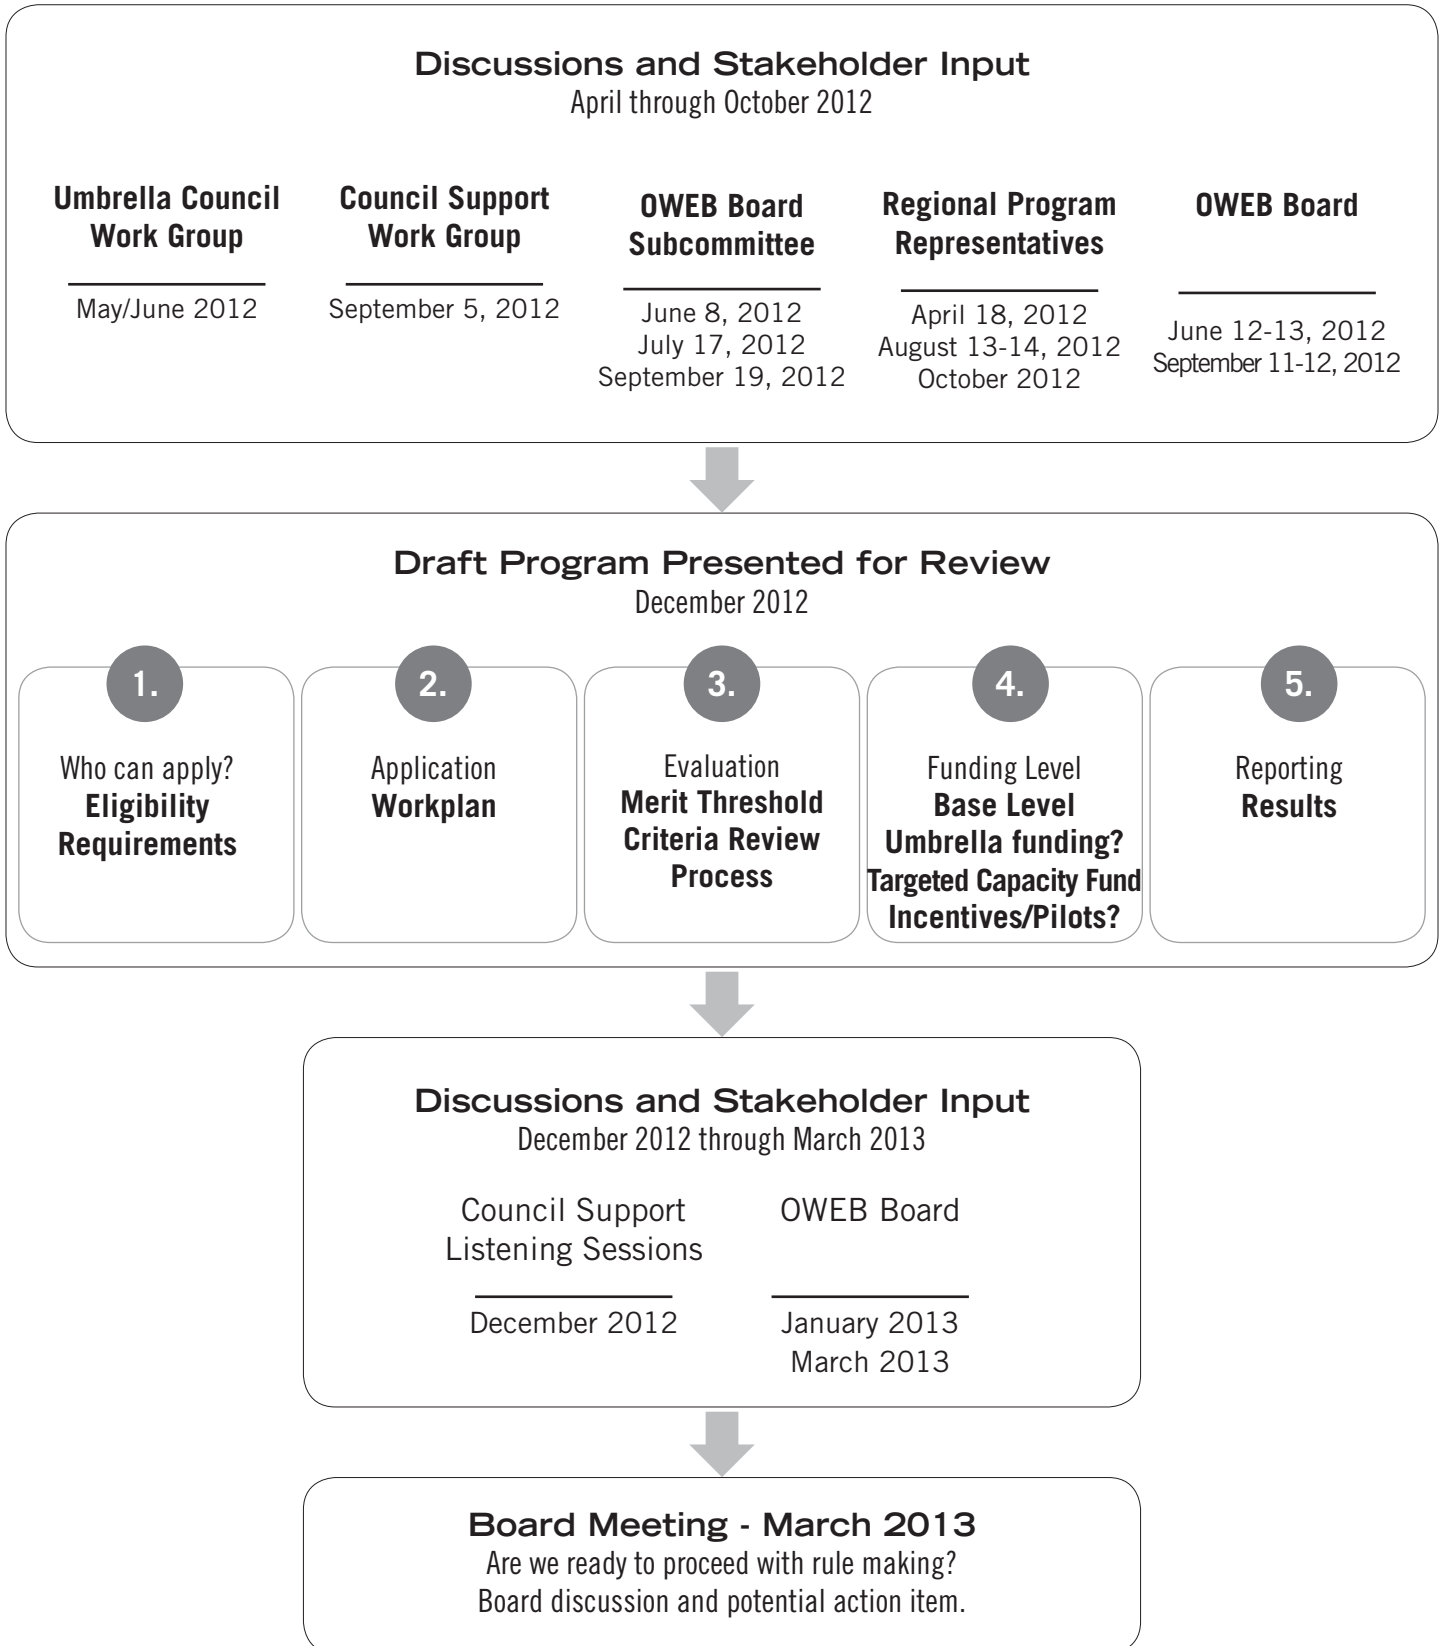 Discussions and Stakeholder Input
April through October 2012
Umbrella Council
Work Group
May/June 2012
Council Support
Work Group
September 5, 2012
OWEB Board
Subcommittee
June 8, 2012
July 17, 2012
September 19, 2012
Regional Program
Representatives
April 18, 2012
August 13-14, 2012
October 2012
OWEB Board
June 12-13, 2012
September 11-12, 2012
Draft Program Presented for Review
December 2012
1.
Who can apply?
Eligibility
Requirements
2.
Application
Workplan
3.
Evaluation
Merit Threshold
Criteria Review
Process
4.
Funding Level
Base Level
Umbrella funding?
Targeted Capacity Fund
Incentives/Pilots?
5.
Reporting
Results
Discussions and Stakeholder Input
December 2012 through March 2013
Council Support
Listening Sessions
December 2012
OWEB Board
January 2013
March 2013
Board Meeting - March 2013
Are we ready to proceed with rule making?
Board discussion and potential action item.